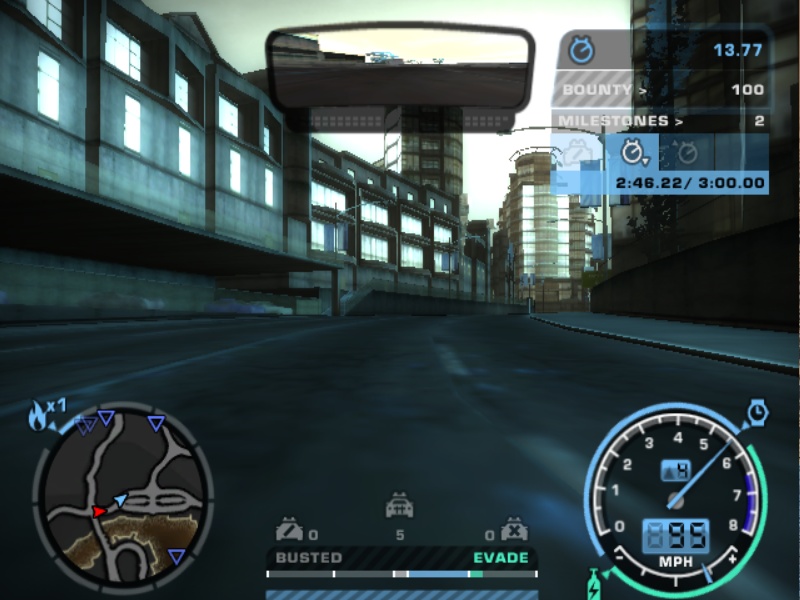 13.77
BOUNTY > 100
MILESTONES > 2
2:46.22/ 3:00.00
x1
0 5 0
BUSTED EVADE
0 1 2 3 4 5 6 7 8
4
95
MPH
- +